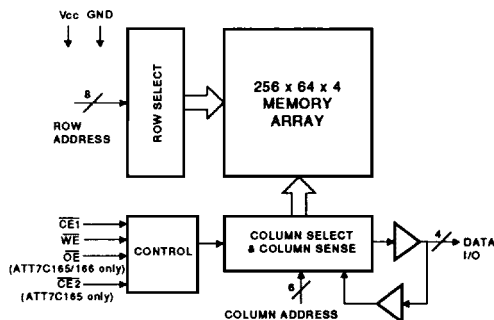 Vcc GND
8
ROW
ADDRESS
ROW SELECT
256 x 64 x 4
MEMORY
ARRAY
CE1
WE
OE
(ATT7C165/166 only)
CE2
(ATT7C165 only)
CONTROL
COLUMN SELECT
& COLUMN SENSE
4
DATA
I/O
6
COLUMN ADDRESS